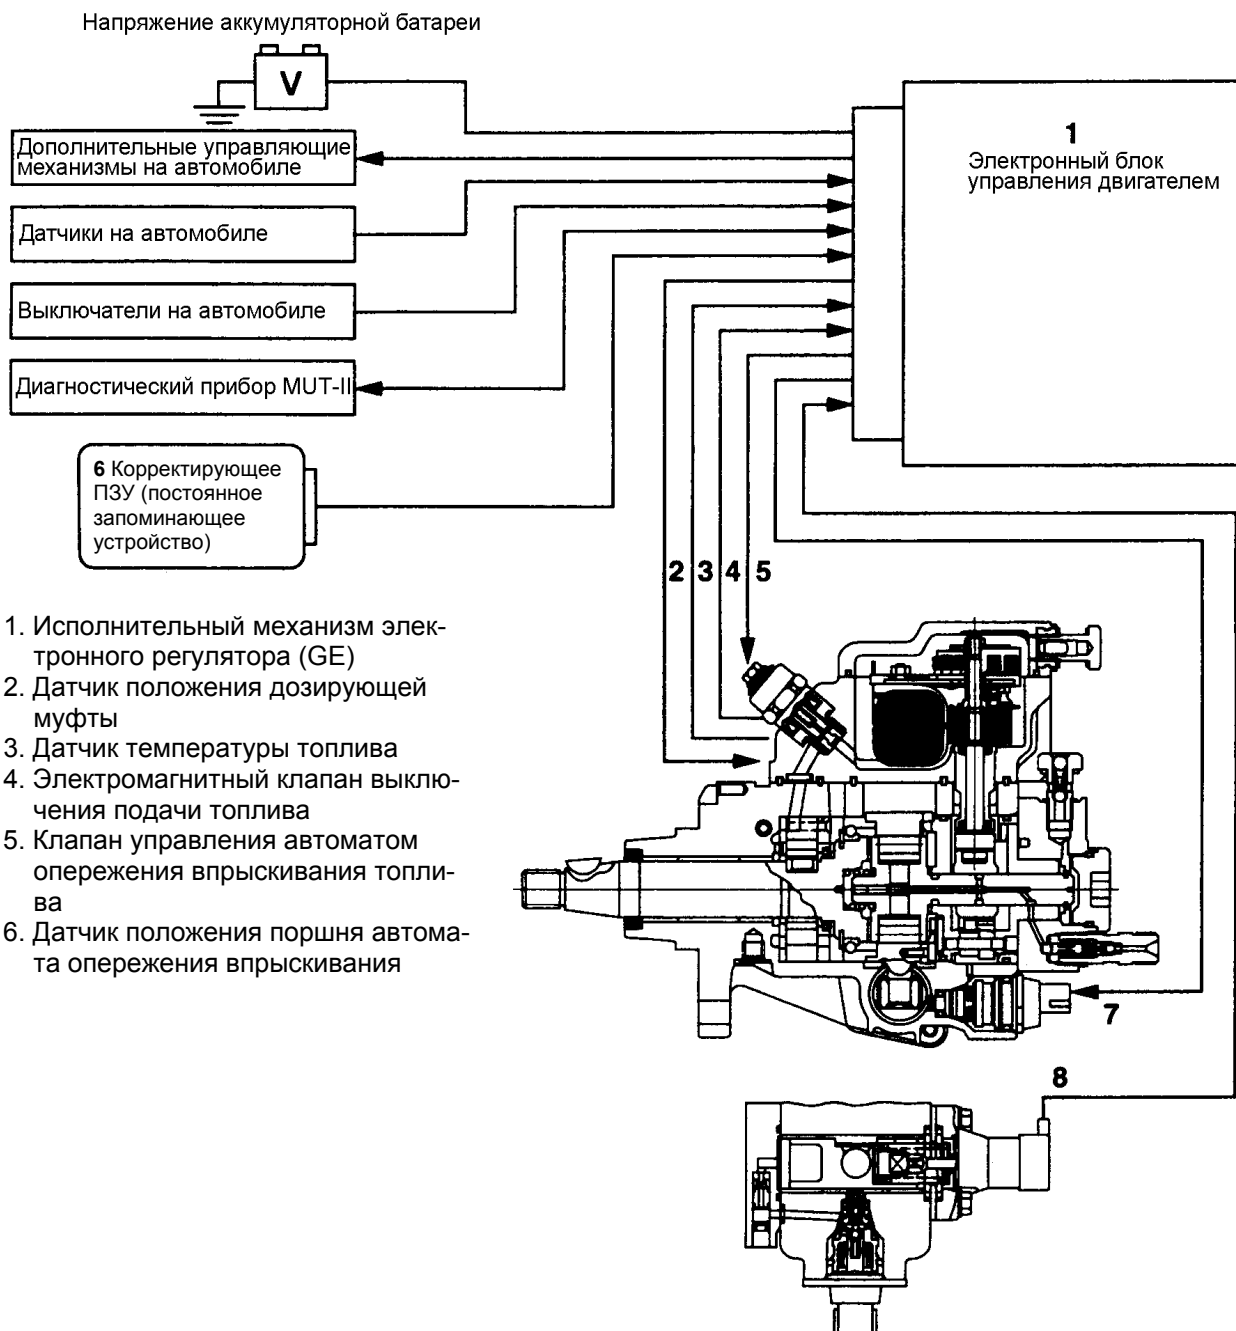 Напряжение аккумуляторной батареи
V
Дополнительные управляющие
механизмы на автомобиле
1
Электронный блок
управления двигателем
Датчики на автомобиле
Выключатели на автомобиле
Диагностический прибор MUT-II
6 Корректирующее
ПЗУ (постоянное
запоминающее
устройство)
2 3 4 5
1. Исполнительный механизм элек-
тронного регулятора (GE)
2. Датчик положения дозирующей
муфты
3. Датчик температуры топлива
4. Электромагнитный клапан выклю-
чения подачи топлива
5. Клапан управления автоматом
опережения впрыскивания топли-
ва
6. Датчик положения поршня автома-
та опережения впрыскивания
7
8